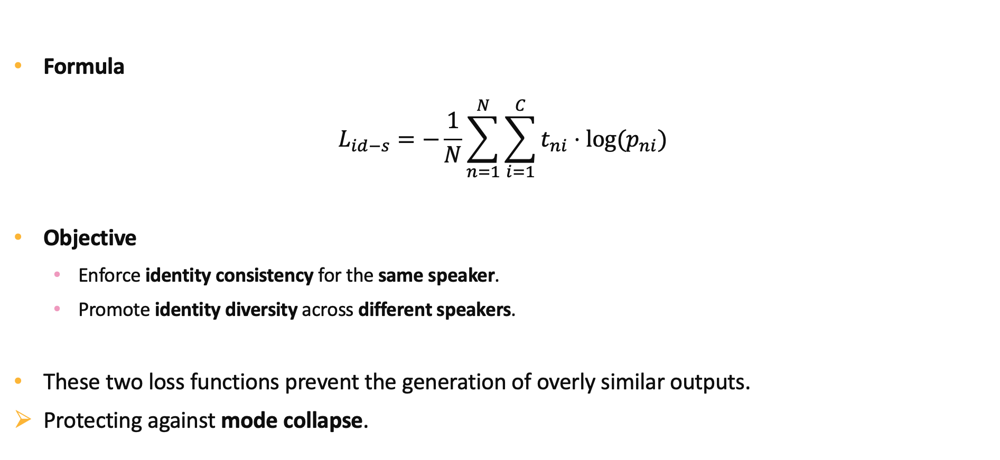 • Formula
L_{id-s} = -\frac{1}{N} \sum_{n=1}^{N} \sum_{i=1}^{C} t_{ni} \cdot \log(p_{ni})
• Objective
• Enforce identity consistency for the same speaker.
• Promote identity diversity across different speakers.
• These two loss functions prevent the generation of overly similar outputs.
➢ Protecting against mode collapse.